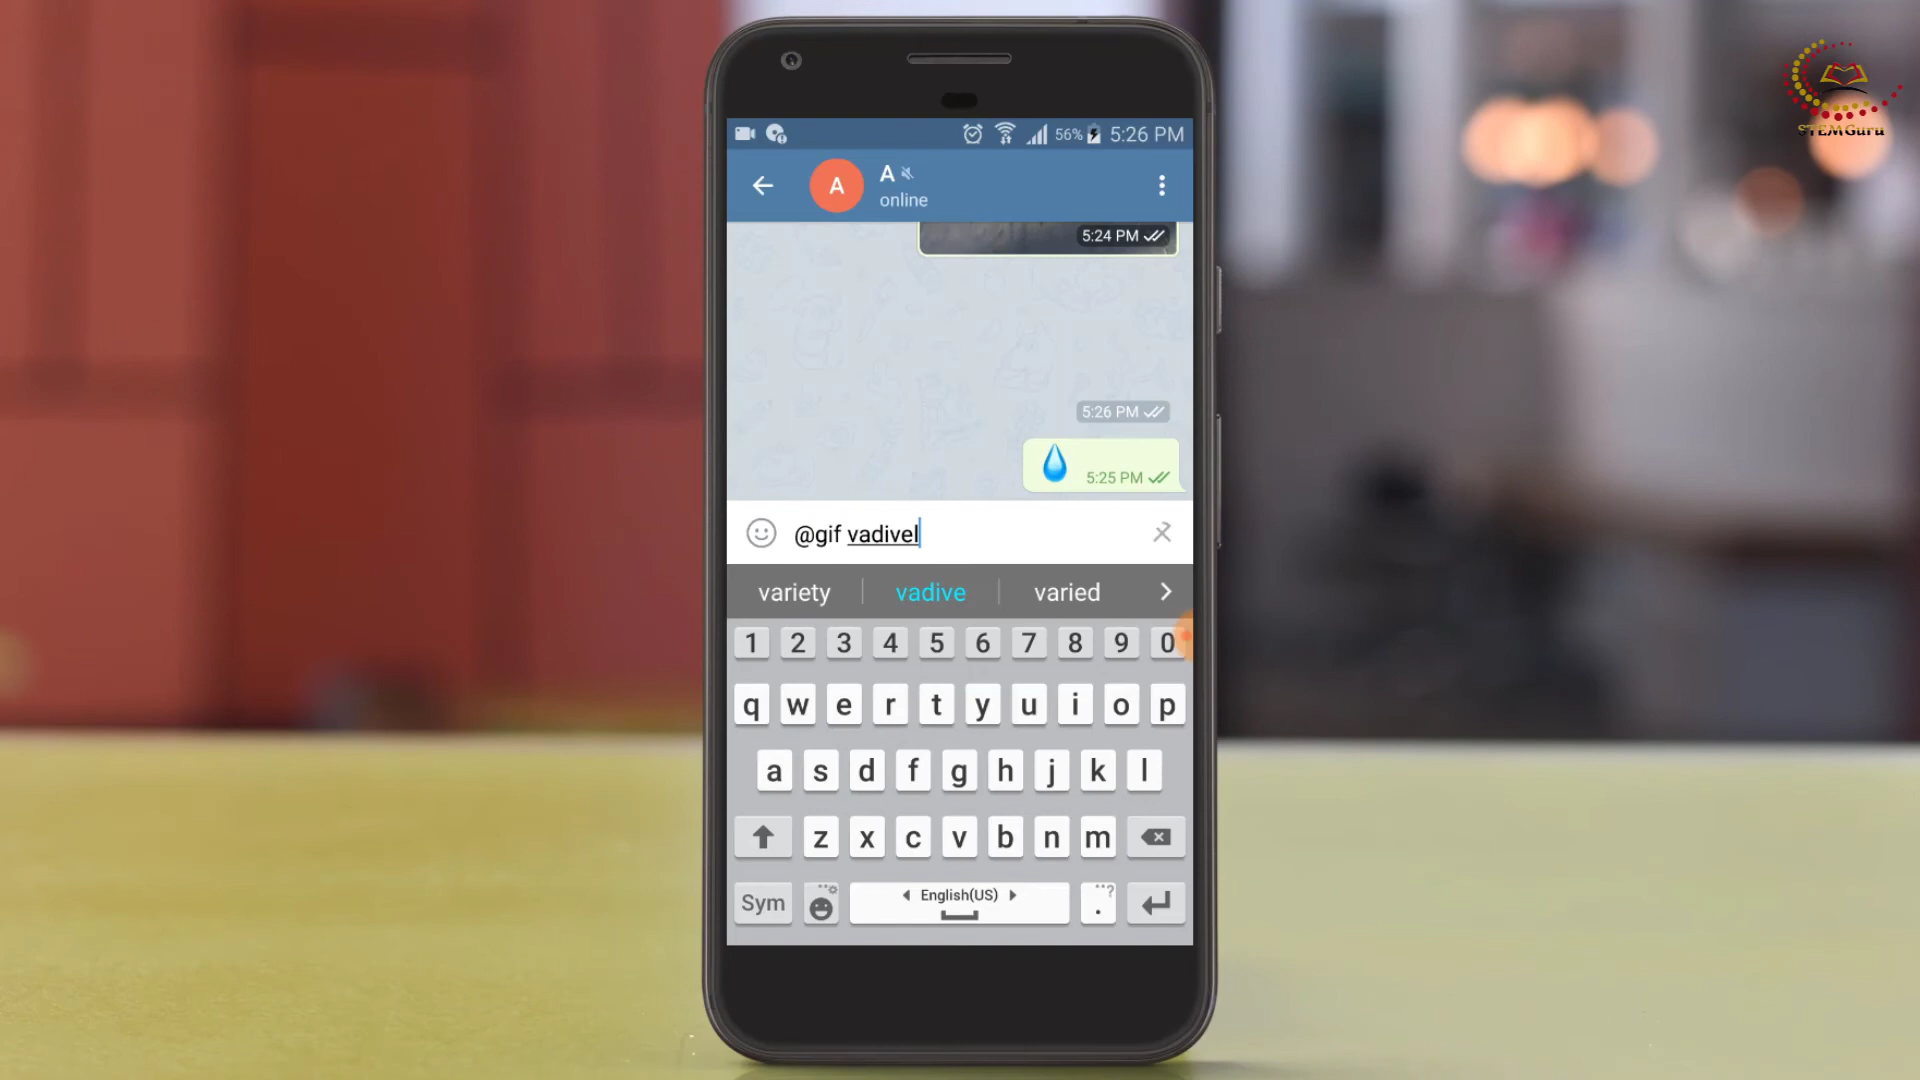 STEMGuru
56% 5:26 PM
A
A
online
5:24 PM
5:26 PM
5:25 PM
@gif vadivel
variety vadive varied
1 2 3 4 5 6 7 8 9 0
q w e r t y u i o p
a s d f g h j k l
z x c v b n m
Sym English(US) . ?